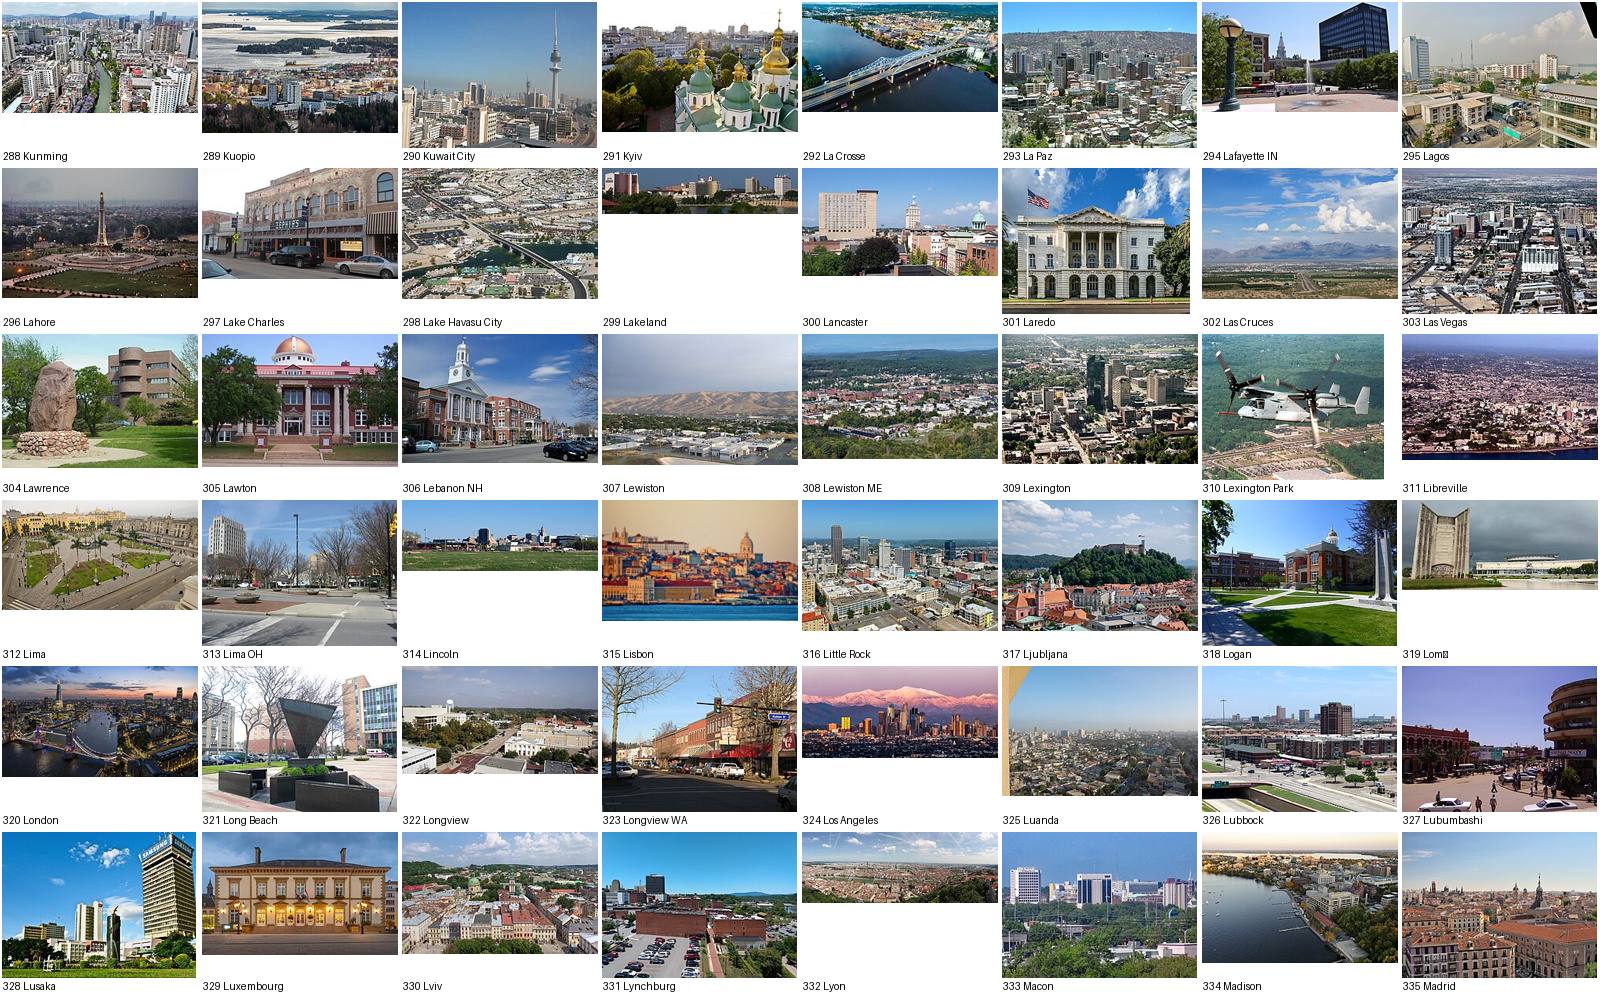 288 Kunming
289 Kuopio
290 Kuwait City
291 Kyiv
292 La Crosse
293 La Paz
294 Lafayette IN
295 Lagos
296 Lahore
297 Lake Charles
298 Lake Havasu City
299 Lakeland
300 Lancaster
301 Laredo
302 Las Cruces
303 Las Vegas
304 Lawrence
305 Lawton
306 Lebanon NH
307 Lewiston
308 Lewiston ME
309 Lexington
310 Lexington Park
311 Libreville
312 Lima
313 Lima OH
314 Lincoln
315 Lisbon
316 Little Rock
317 Ljubljana
318 Logan
319 Lom
320 London
321 Long Beach
322 Longview
323 Longview WA
324 Los Angeles
325 Luanda
326 Lubbock
327 Lubumbashi
SAMSUNG
328 Lusaka
329 Luxembourg
330 Lviv
331 Lynchburg
332 Lyon
333 Macon
334 Madison
335 Madrid